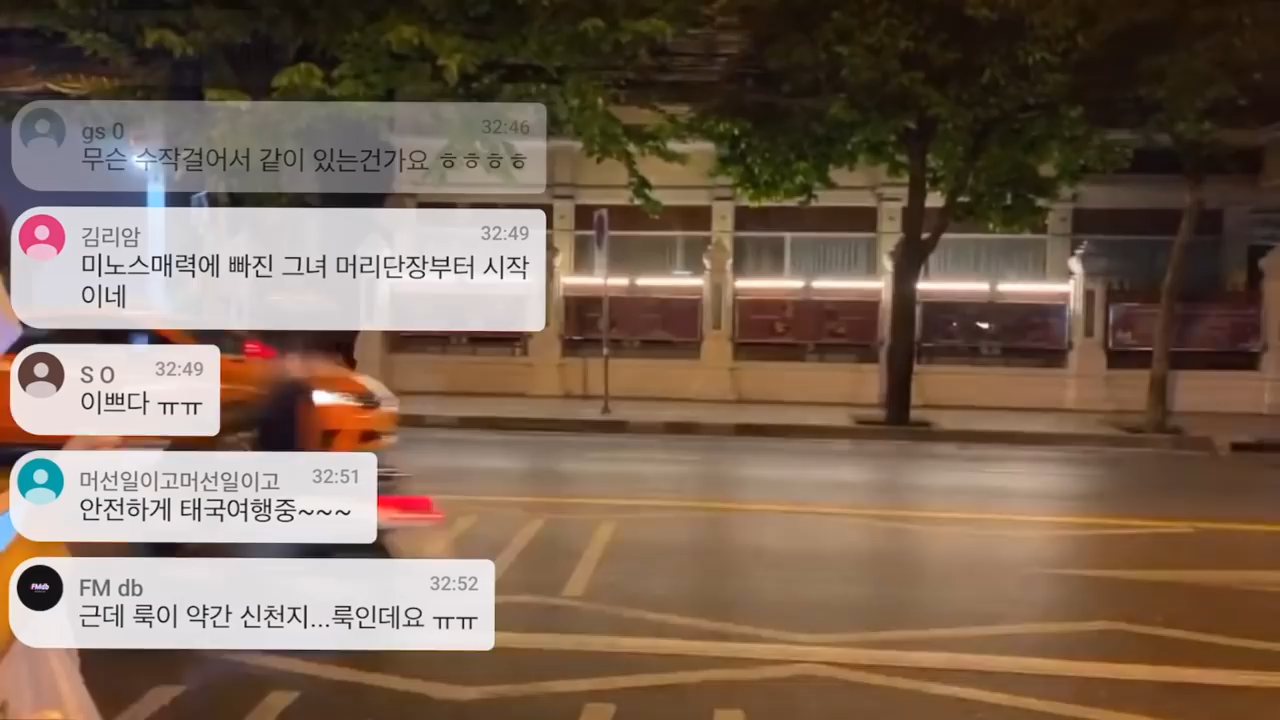 gs 0 32:46
무슨 수작걸어서 같이 있는건가요 ㅎㅎㅎㅎ
김리암 32:49
미노스매력에 빠진 그녀 머리단장부터 시작
이네
S O 32:49
이쁘다 ㅠㅠ
머선일이고머선일이고 32:51
안전하게 태국여행중~~~
FMdb
FM db 32:52
근데 룩이 약간 신천지...룩인데요 ㅠㅠ